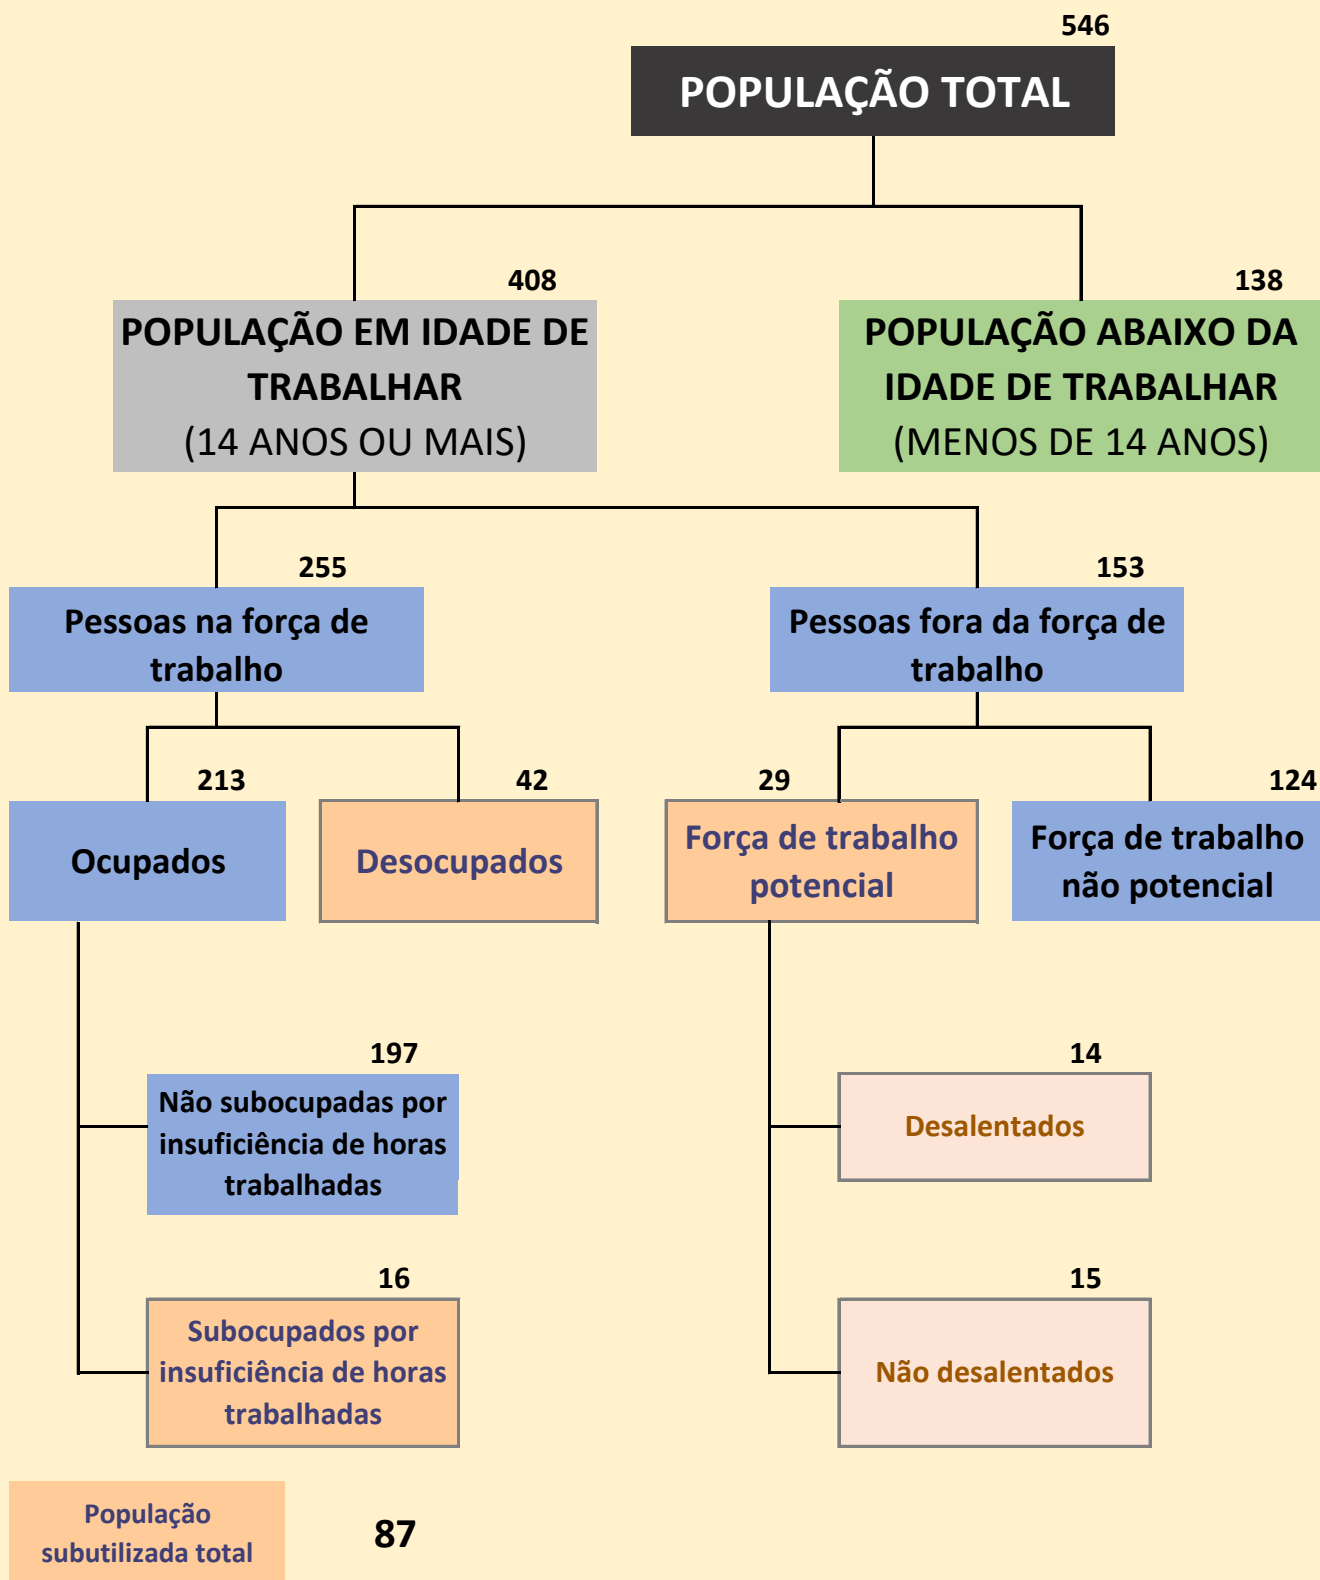 546
POPULAÇÃO TOTAL
408
POPULAÇÃO EM IDADE DE
TRABALHAR
(14 ANOS OU MAIS)
138
POPULAÇÃO ABAIXO DA
IDADE DE TRABALHAR
(MENOS DE 14 ANOS)
255
Pessoas na força de
trabalho
153
Pessoas fora da força de
trabalho
213
Ocupados
42
Desocupados
29
Força de trabalho
potencial
124
Força de trabalho
não potencial
197
Não subocupadas por
insuficiência de horas
trabalhadas
14
Desalentados
16
Subocupados por
insuficiência de horas
trabalhadas
15
Não desalentados
População
subutilizada total
87